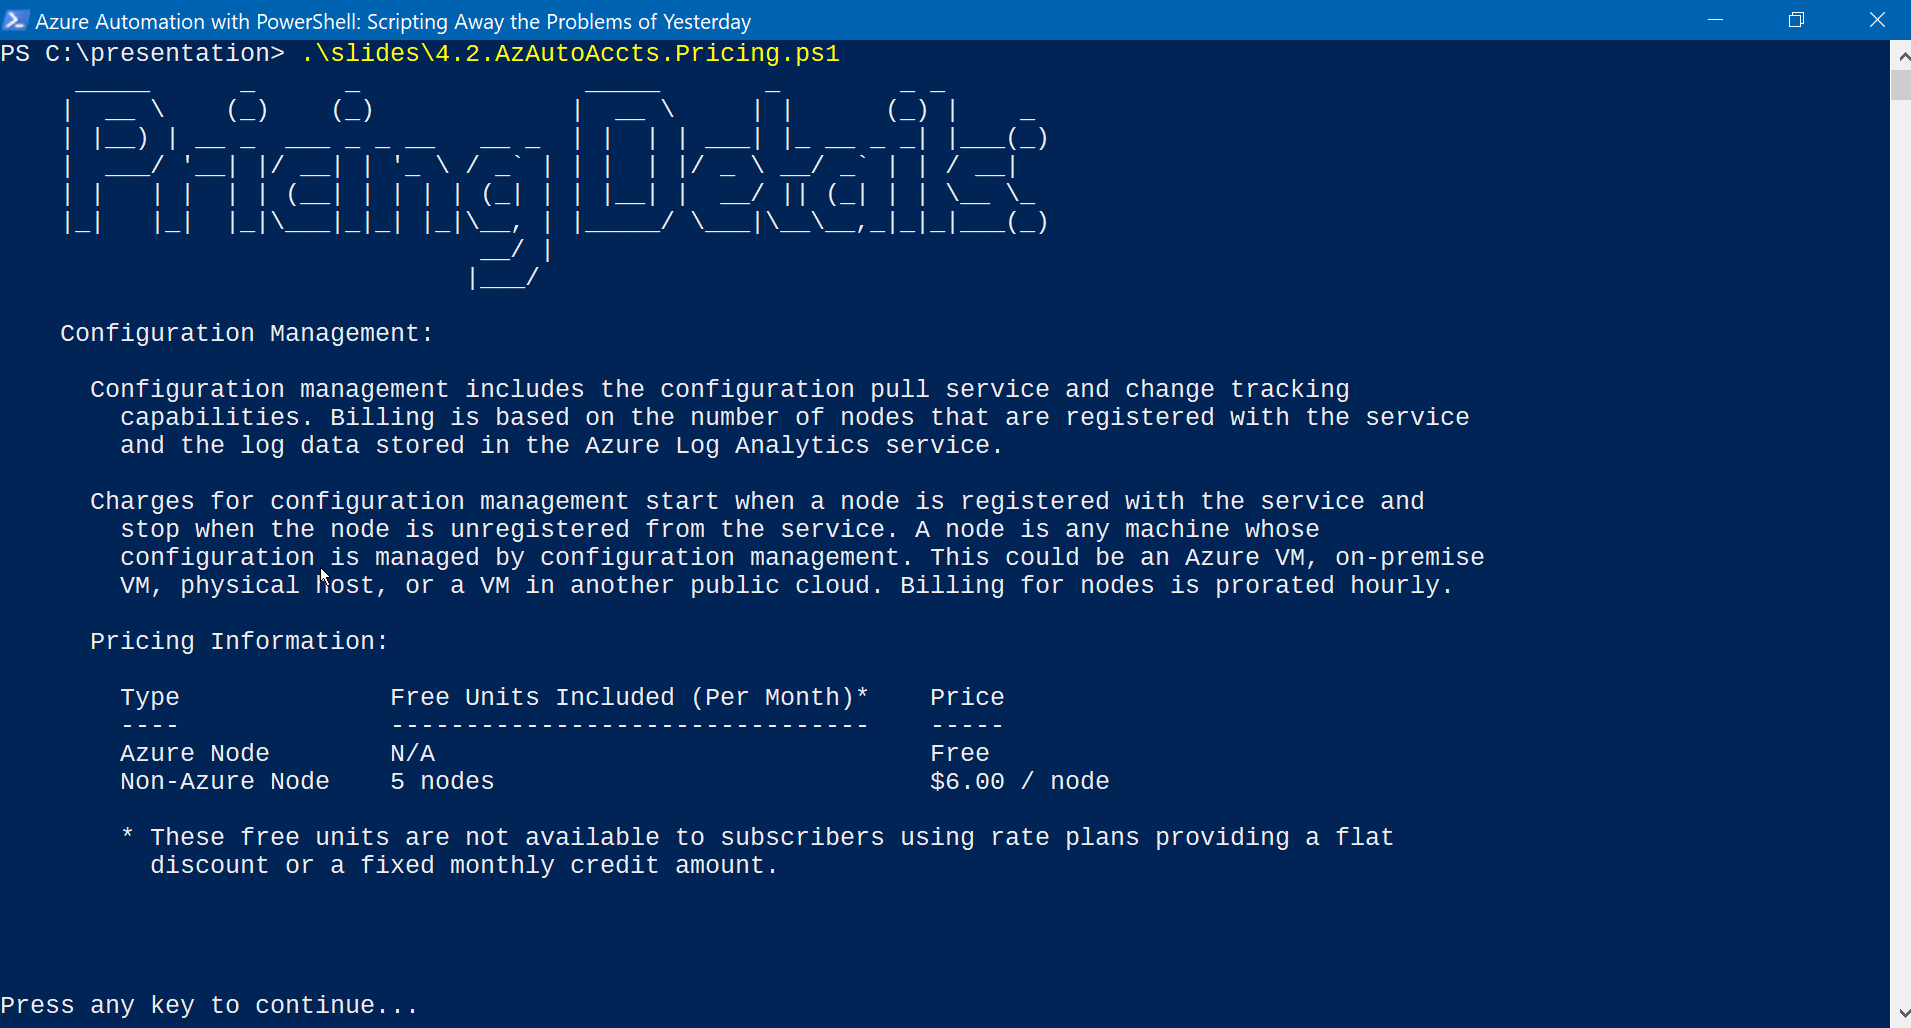 Azure Automation with PowerShell: Scripting Away the Problems of Yesterday
PS C:\presentation> .\slides\4.2.AzAutoAccts.Pricing.ps1
Pricing Details:
Configuration Management:
Configuration management includes the configuration pull service and change tracking
capabilities. Billing is based on the number of nodes that are registered with the service
and the log data stored in the Azure Log Analytics service.
Charges for configuration management start when a node is registered with the service and
stop when the node is unregistered from the service. A node is any machine whose
configuration is managed by configuration management. This could be an Azure VM, on-premise
VM, physical host, or a VM in another public cloud. Billing for nodes is prorated hourly.
Pricing Information:
Type Free Units Included (Per Month)* Price
---- -------------------------------- -----
Azure Node N/A Free
Non-Azure Node 5 nodes $6.00 / node
* These free units are not available to subscribers using rate plans providing a flat
discount or a fixed monthly credit amount.
Press any key to continue...